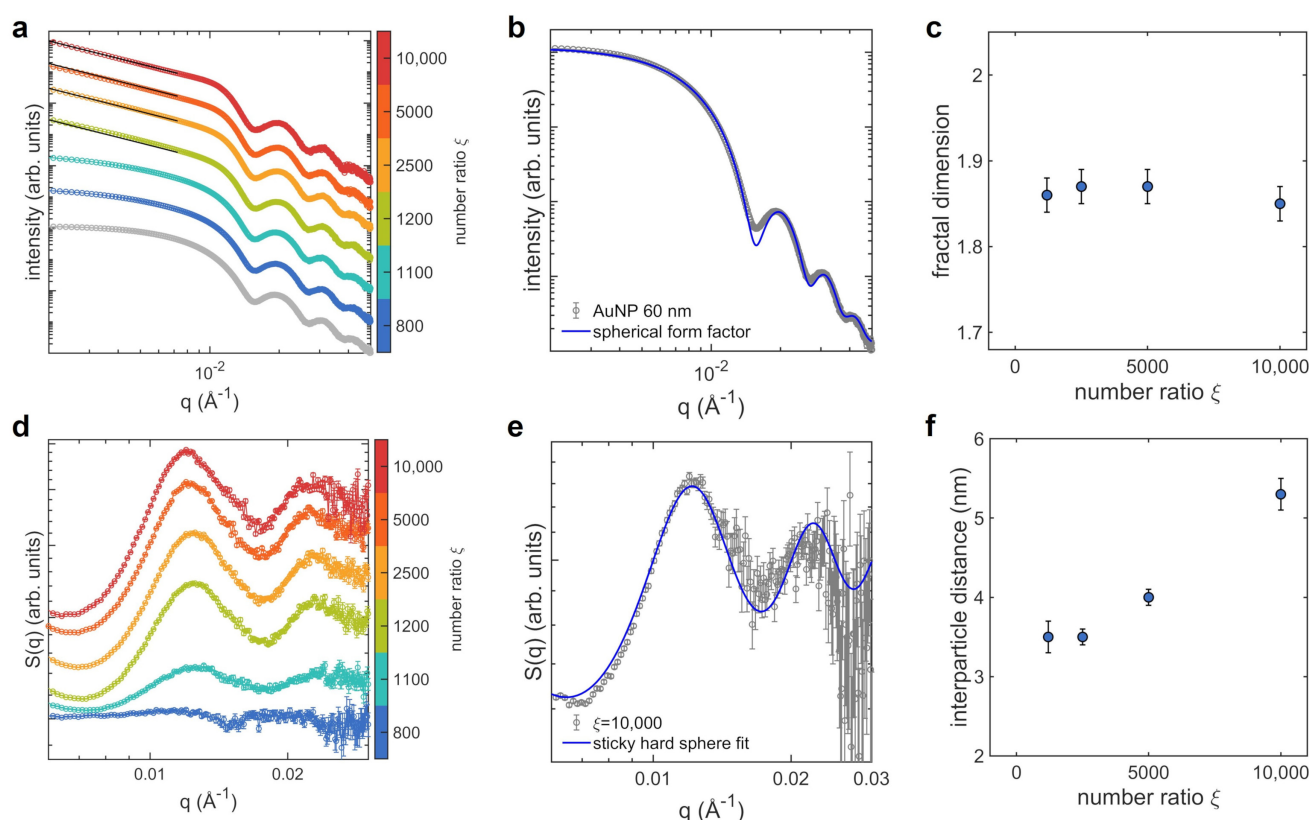 a
intensity (arb. units)
10-2
q (Å-1)
10,000
5000
2500
1200
1100
800
number ratio ξ
b
intensity (arb. units)
AuNP 60 nm
spherical form factor
10-2
q (Å-1)
c
fractal dimension
2
1.9
1.8
1.7
0
5000
10,000
number ratio ξ
d
S(q) (arb. units)
0.01
0.02
q (Å-1)
10,000
5000
2500
1200
1100
800
number ratio ξ
e
S(q) (arb. units)
ξ=10,000
sticky hard sphere fit
0.01
0.02
0.03
q (Å-1)
f
interparticle distance (nm)
6
5
4
3
2
0
5000
10,000
number ratio ξ